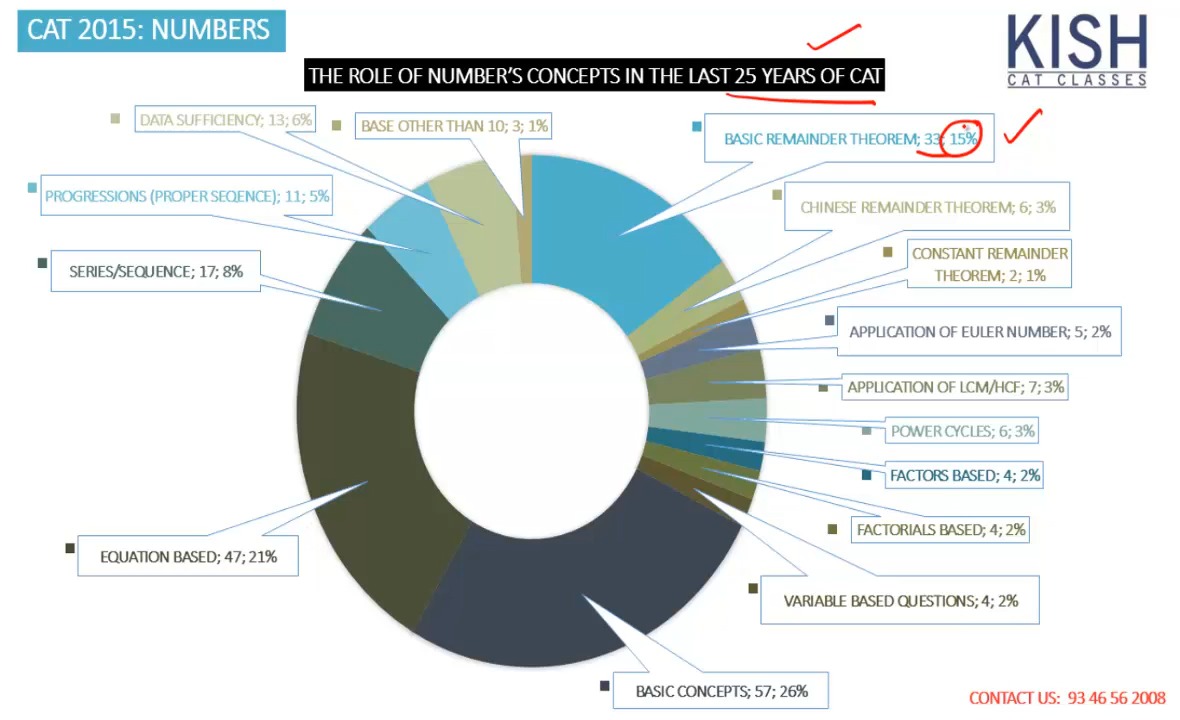 CAT 2015: NUMBERS
KISH
CAT CLASSES
THE ROLE OF NUMBER'S CONCEPTS IN THE LAST 25 YEARS OF CAT
DATA SUFFICIENCY; 13; 6%
BASE OTHER THAN 10; 3; 1%
BASIC REMAINDER THEOREM; 33; 15%
PROGRESSIONS (PROPER SEQENCE); 11; 5%
CHINESE REMAINDER THEOREM; 6; 3%
SERIES/SEQUENCE; 17; 8%
CONSTANT REMAINDER
THEOREM; 2; 1%
APPLICATION OF EULER NUMBER; 5; 2%
APPLICATION OF LCM/HCF; 7; 3%
POWER CYCLES; 6; 3%
FACTORS BASED; 4; 2%
FACTORIALS BASED; 4; 2%
EQUATION BASED; 47; 21%
VARIABLE BASED QUESTIONS; 4; 2%
BASIC CONCEPTS; 57; 26%
CONTACT US: 93 46 56 2008